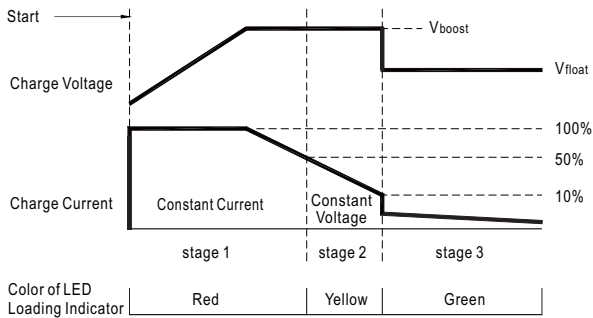 Start
Vboost
Vfloat
Charge Voltage
100%
50%
10%
Charge Current
Constant Current
Constant
Voltage
stage 1
stage 2
stage 3
Color of LED
Loading Indicator
Red
Yellow
Green